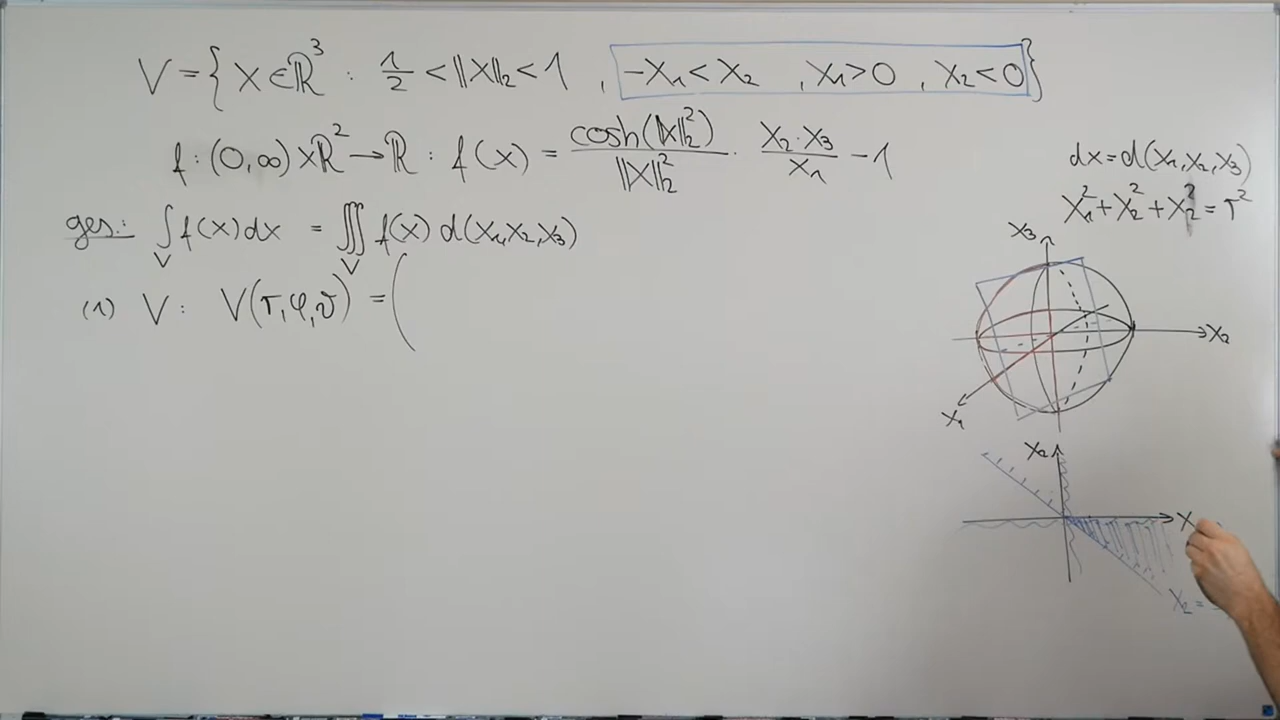 V = { X ∈ ℝ³ : 1/2 < ||X||₂ < 1 , -X₁ < X₂ , X₁ > 0 , X₂ < 0 }
f : (0,∞) × ℝ² → ℝ : f(x) = cosh(||X||₂²) / ||X||₂² · X₂·X₃ / X₁ - 1
dx = d(X₁,X₂,X₃)
X₁² + X₂² + X₂² = r²
ges.: ∫_V f(x) dx = ∭_V f(x) d(X₁,X₂,X₃)
X₃
(1) V : V(r,φ,ϑ) = (
X₂
X₁
X₂
X
X₂ =